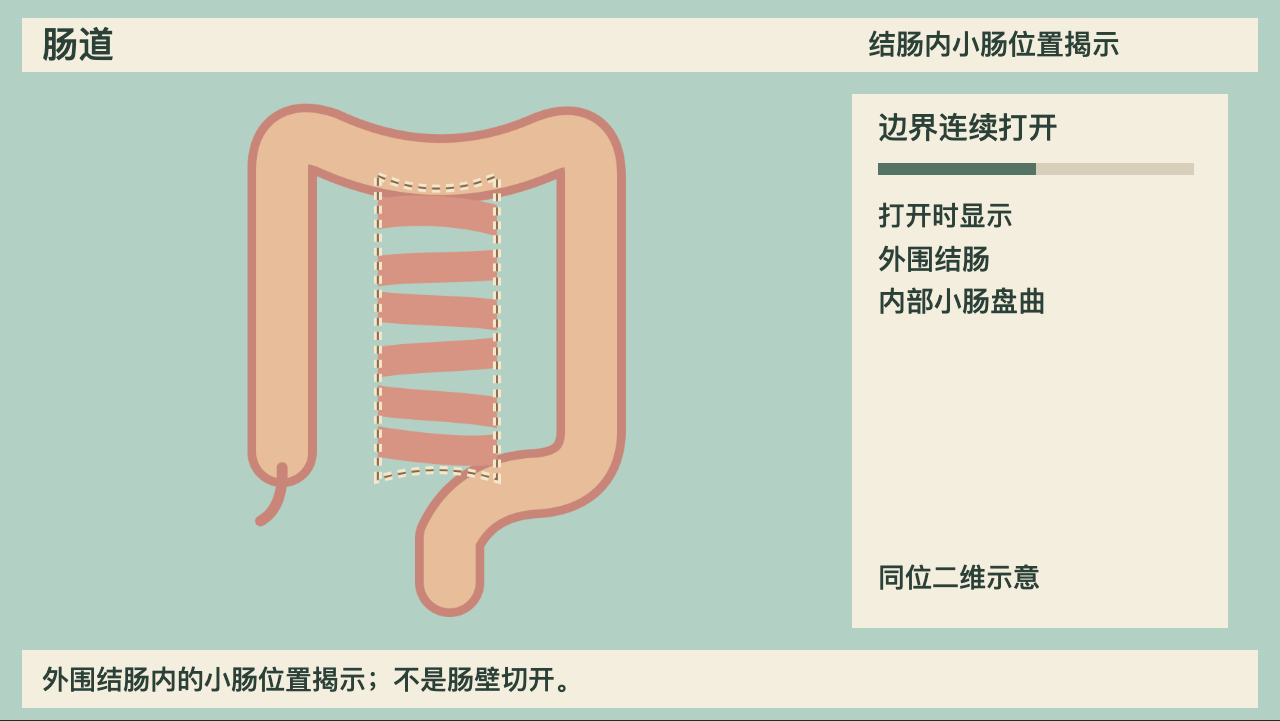 肠道
结肠内小肠位置揭示
边界连续打开
打开时显示
外围结肠
内部小肠盘曲
同位二维示意
外围结肠内的小肠位置揭示；不是肠壁切开。